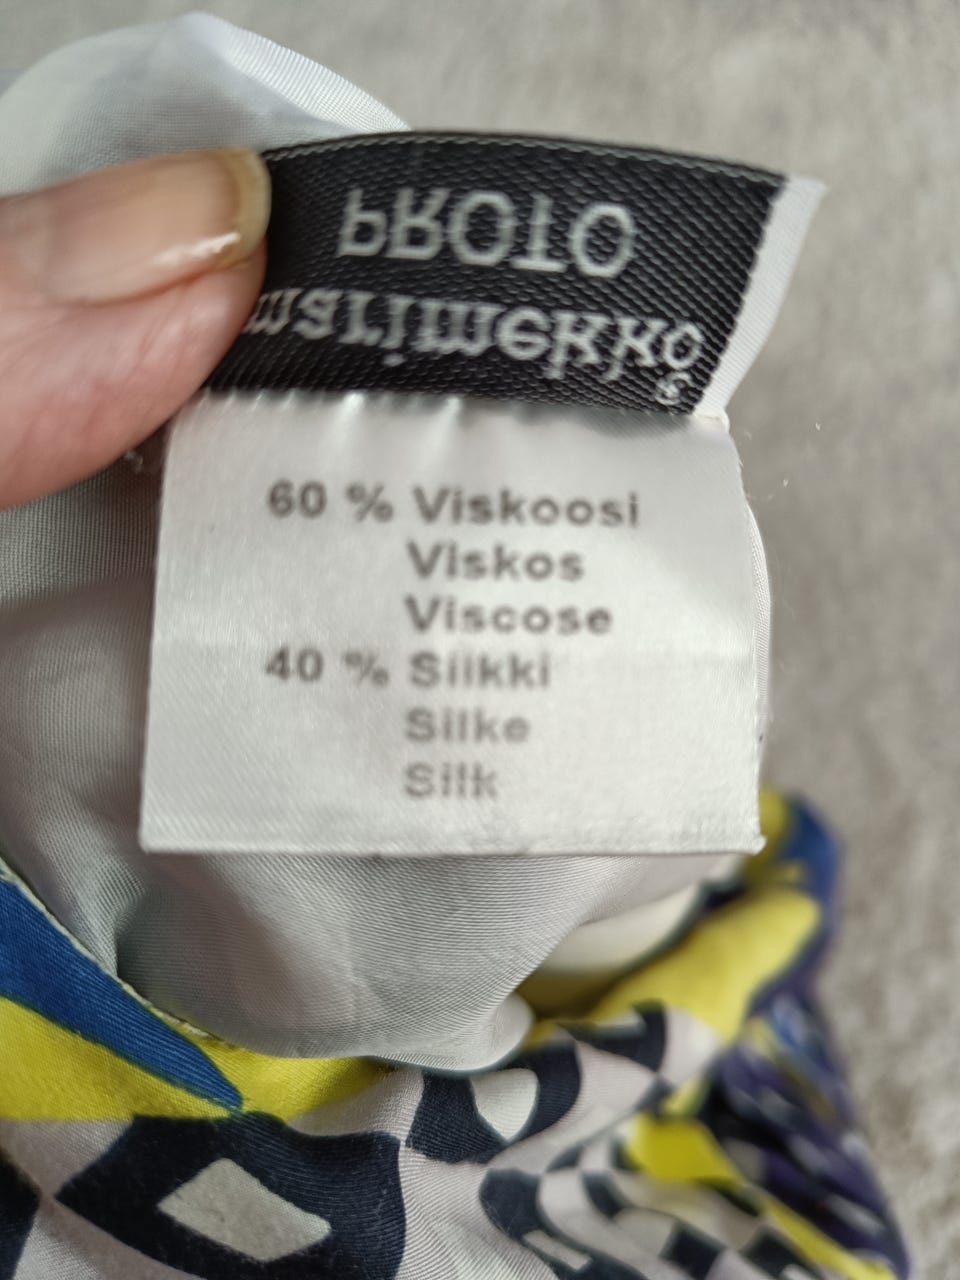 PROTO
marimekko
S
60 % Viskoosi
Viskos
Viscose
40 % Silkki
Silke
Silk